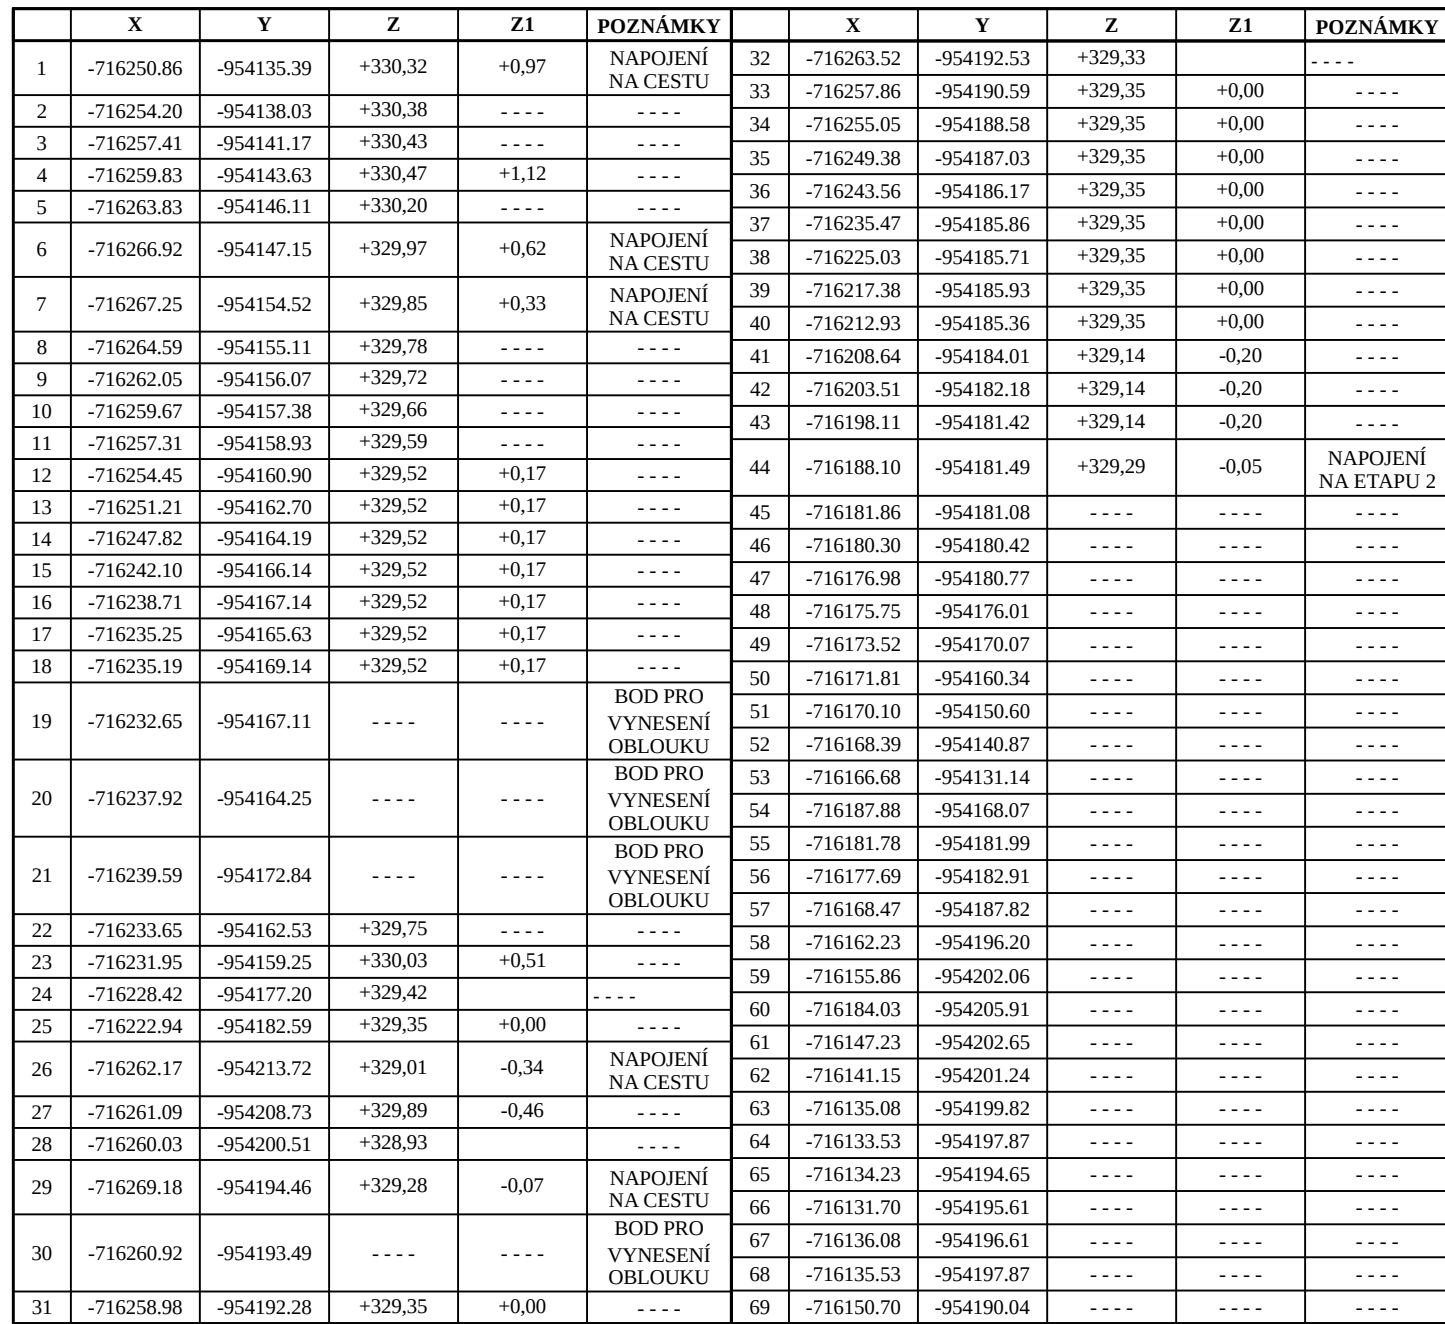 X Y Z Z1 POZNÁMKY
1 -716250.86 -954135.39 +330,32 +0,97 NAPOJENÍ
NA CESTU
2 -716254.20 -954138.03 +330,38 - - - - - - - -
3 -716257.41 -954141.17 +330,43 - - - - - - - -
4 -716259.83 -954143.63 +330,47 +1,12 - - - -
5 -716263.83 -954146.11 +330,20 - - - - - - - -
6 -716266.92 -954147.15 +329,97 +0,62 NAPOJENÍ
NA CESTU
7 -716267.25 -954154.52 +329,85 +0,33 NAPOJENÍ
NA CESTU
8 -716264.59 -954155.11 +329,78 - - - - - - - -
9 -716262.05 -954156.07 +329,72 - - - - - - - -
10 -716259.67 -954157.38 +329,66 - - - - - - - -
11 -716257.31 -954158.93 +329,59 - - - - - - - -
12 -716254.45 -954160.90 +329,52 +0,17 - - - -
13 -716251.21 -954162.70 +329,52 +0,17 - - - -
14 -716247.82 -954164.19 +329,52 +0,17 - - - -
15 -716242.10 -954166.14 +329,52 +0,17 - - - -
16 -716238.71 -954167.14 +329,52 +0,17 - - - -
17 -716235.25 -954165.63 +329,52 +0,17 - - - -
18 -716235.19 -954169.14 +329,52 +0,17 - - - -
19 -716232.65 -954167.11 - - - - - - - - BOD PRO
VYNESENÍ
OBLOUKU
20 -716237.92 -954164.25 - - - - - - - - BOD PRO
VYNESENÍ
OBLOUKU
21 -716239.59 -954172.84 - - - - - - - - BOD PRO
VYNESENÍ
OBLOUKU
22 -716233.65 -954162.53 +329,75 - - - - - - - -
23 -716231.95 -954159.25 +330,03 +0,51 - - - -
24 -716228.42 -954177.20 +329,42 - - - -
25 -716222.94 -954182.59 +329,35 +0,00 - - - -
26 -716262.17 -954213.72 +329,01 -0,34 NAPOJENÍ
NA CESTU
27 -716261.09 -954208.73 +329,89 -0,46 - - - -
28 -716260.03 -954200.51 +328,93 - - - -
29 -716269.18 -954194.46 +329,28 -0,07 NAPOJENÍ
NA CESTU
30 -716260.92 -954193.49 - - - - - - - - BOD PRO
VYNESENÍ
OBLOUKU
31 -716258.98 -954192.28 +329,35 +0,00 - - - -
X Y Z Z1 POZNÁMKY
32 -716263.52 -954192.53 +329,33 - - - -
33 -716257.86 -954190.59 +329,35 +0,00 - - - -
34 -716255.05 -954188.58 +329,35 +0,00 - - - -
35 -716249.38 -954187.03 +329,35 +0,00 - - - -
36 -716243.56 -954186.17 +329,35 +0,00 - - - -
37 -716235.47 -954185.86 +329,35 +0,00 - - - -
38 -716225.03 -954185.71 +329,35 +0,00 - - - -
39 -716217.38 -954185.93 +329,35 +0,00 - - - -
40 -716212.93 -954185.36 +329,35 +0,00 - - - -
41 -716208.64 -954184.01 +329,14 -0,20 - - - -
42 -716203.51 -954182.18 +329,14 -0,20 - - - -
43 -716198.11 -954181.42 +329,14 -0,20 - - - -
44 -716188.10 -954181.49 +329,29 -0,05 NAPOJENÍ
NA ETAPU 2
45 -716181.86 -954181.08 - - - - - - - - - - - -
46 -716180.30 -954180.42 - - - - - - - - - - - -
47 -716176.98 -954180.77 - - - - - - - - - - - -
48 -716175.75 -954176.01 - - - - - - - - - - - -
49 -716173.52 -954170.07 - - - - - - - - - - - -
50 -716171.81 -954160.34 - - - - - - - - - - - -
51 -716170.10 -954150.60 - - - - - - - - - - - -
52 -716168.39 -954140.87 - - - - - - - - - - - -
53 -716166.68 -954131.14 - - - - - - - - - - - -
54 -716187.88 -954168.07 - - - - - - - - - - - -
55 -716181.78 -954181.99 - - - - - - - - - - - -
56 -716177.69 -954182.91 - - - - - - - - - - - -
57 -716168.47 -954187.82 - - - - - - - - - - - -
58 -716162.23 -954196.20 - - - - - - - - - - - -
59 -716155.86 -954202.06 - - - - - - - - - - - -
60 -716184.03 -954205.91 - - - - - - - - - - - -
61 -716147.23 -954202.65 - - - - - - - - - - - -
62 -716141.15 -954201.24 - - - - - - - - - - - -
63 -716135.08 -954199.82 - - - - - - - - - - - -
64 -716133.53 -954197.87 - - - - - - - - - - - -
65 -716134.23 -954194.65 - - - - - - - - - - - -
66 -716131.70 -954195.61 - - - - - - - - - - - -
67 -716136.08 -954196.61 - - - - - - - - - - - -
68 -716135.53 -954197.87 - - - - - - - - - - - -
69 -716150.70 -954190.04 - - - - - - - - - - - -